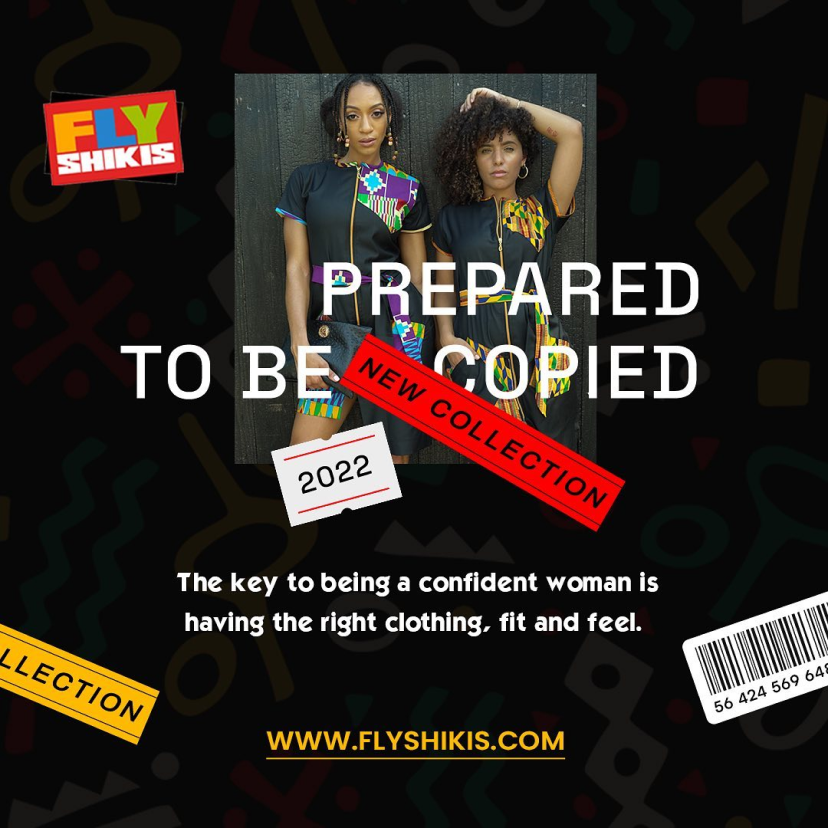 FLY
SHIKIS
PREPARED
TO BE COPIED
NEW COLLECTION
2022
The key to being a confident woman is
having the right clothing, fit and feel.
LLECTION
56 424 569 648
WWW.FLYSHIKIS.COM